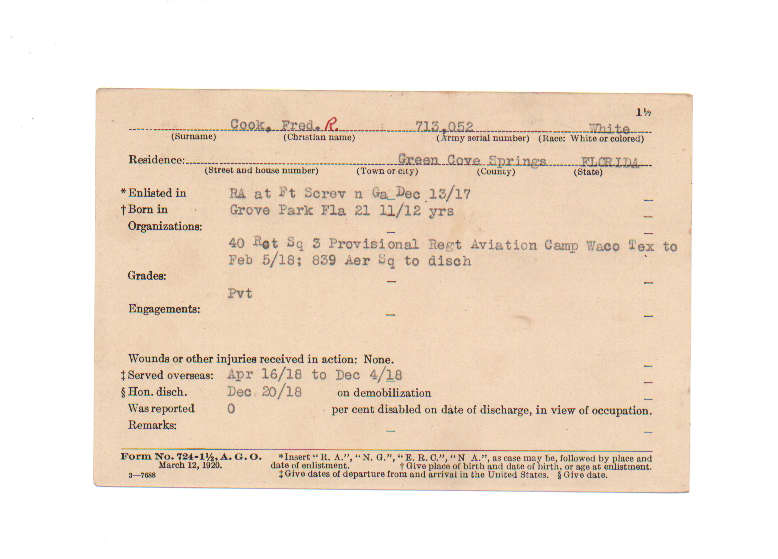 1½
Cook, Fred. R. 713,052 White
(Surname) (Christian name) (Army serial number) (Race: White or colored)
Residence: Green Cove Springs FLORIDA
(Street and house number) (Town or city) (County) (State)
*Enlisted in RA at Ft Screv n Ga Dec 13/17
†Born in Grove Park Fla 21 11/12 yrs
Organizations:
40 Rct Sq 3 Provisional Regt Aviation Camp Waco Tex to
Feb 5/18; 839 Aer Sq to disch
Grades:
Pvt
Engagements:
Wounds or other injuries received in action: None.
‡Served overseas: Apr 16/18 to Dec 4/18
§Hon. disch. Dec 20/18 on demobilization
Was reported 0 per cent disabled on date of discharge, in view of occupation.
Remarks:
Form No. 724-1½, A. G. O. *Insert "R. A.", "N. G.", "E. R. C.", "N A.", as case may be, followed by place and
March 12, 1920. date of enlistment. †Give place of birth and date of birth, or age at enlistment.
3—7688 ‡Give dates of departure from and arrival in the United States. §Give date.